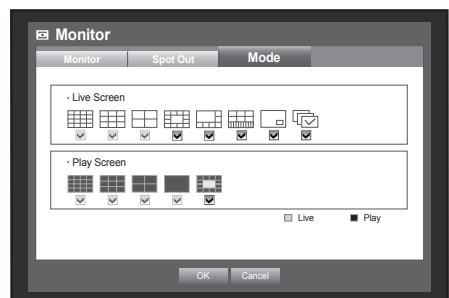 Monitor
Monitor Spot Out Mode
· Live Screen
· Play Screen
Live Play
OK Cancel